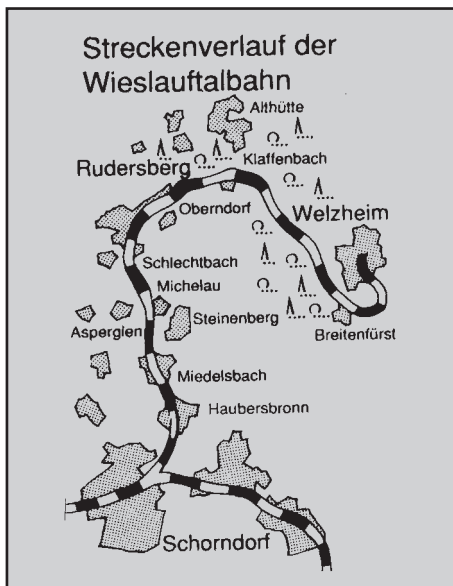 Streckenverlauf der
Wieslauftalbahn
Althütte
Klaffenbach
Rudersberg
Oberndorf
Welzheim
Schlechtbach
Michelau
Asperglen
Steinenberg
Breitenfürst
Miedelsbach
Haubersbronn
Schorndorf